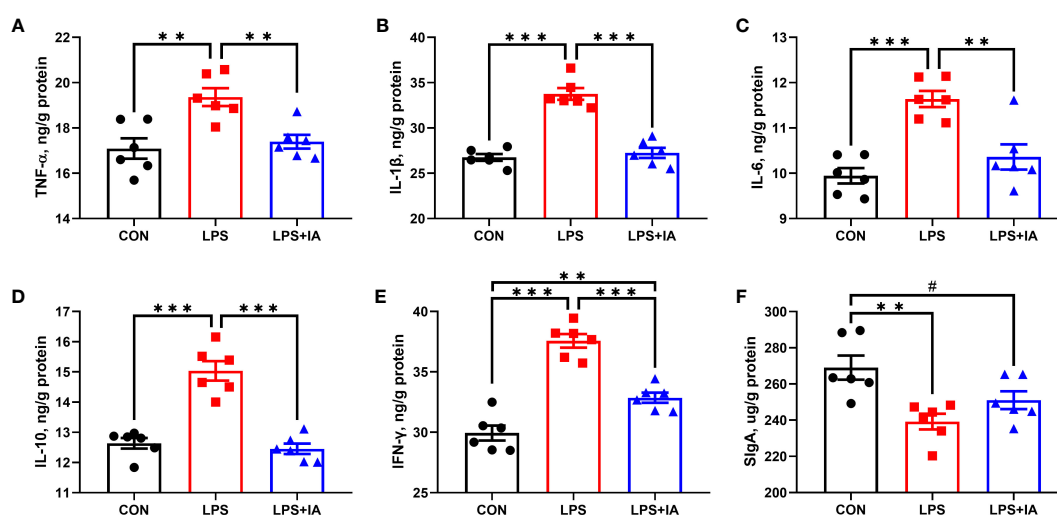 A
TNF-α, ng/g protein
22
20
18
16
14
** **
CON LPS LPS+IA
B
IL-1β, ng/g protein
40
35
30
25
20
*** ***
CON LPS LPS+IA
C
IL-6, ng/g protein
12
11
10
9
*** **
CON LPS LPS+IA
D
IL-10, ng/g protein
17
16
15
14
13
12
11
*** ***
CON LPS LPS+IA
E
IFN-γ, ng/g protein
40
35
30
25
**
*** ***
CON LPS LPS+IA
F
SIgA, ug/g protein
300
280
260
240
220
200
#
**
CON LPS LPS+IA